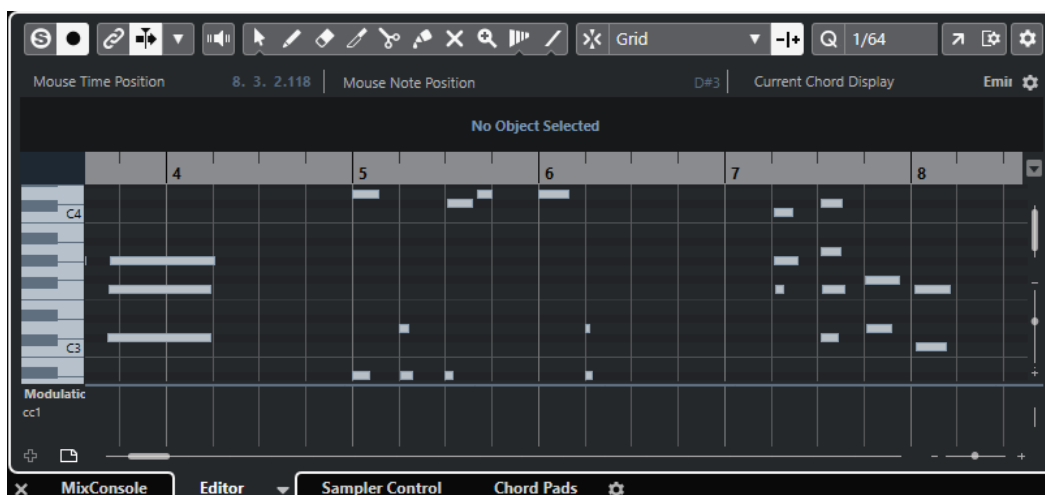 S Grid Q 1/64
Mouse Time Position 8. 3. 2.118 Mouse Note Position D#3 Current Chord Display
No Object Selected
4 5 6 7 8
C4
C3
Modulatic
cc1
MixConsole Editor Sampler Control Chord Pads